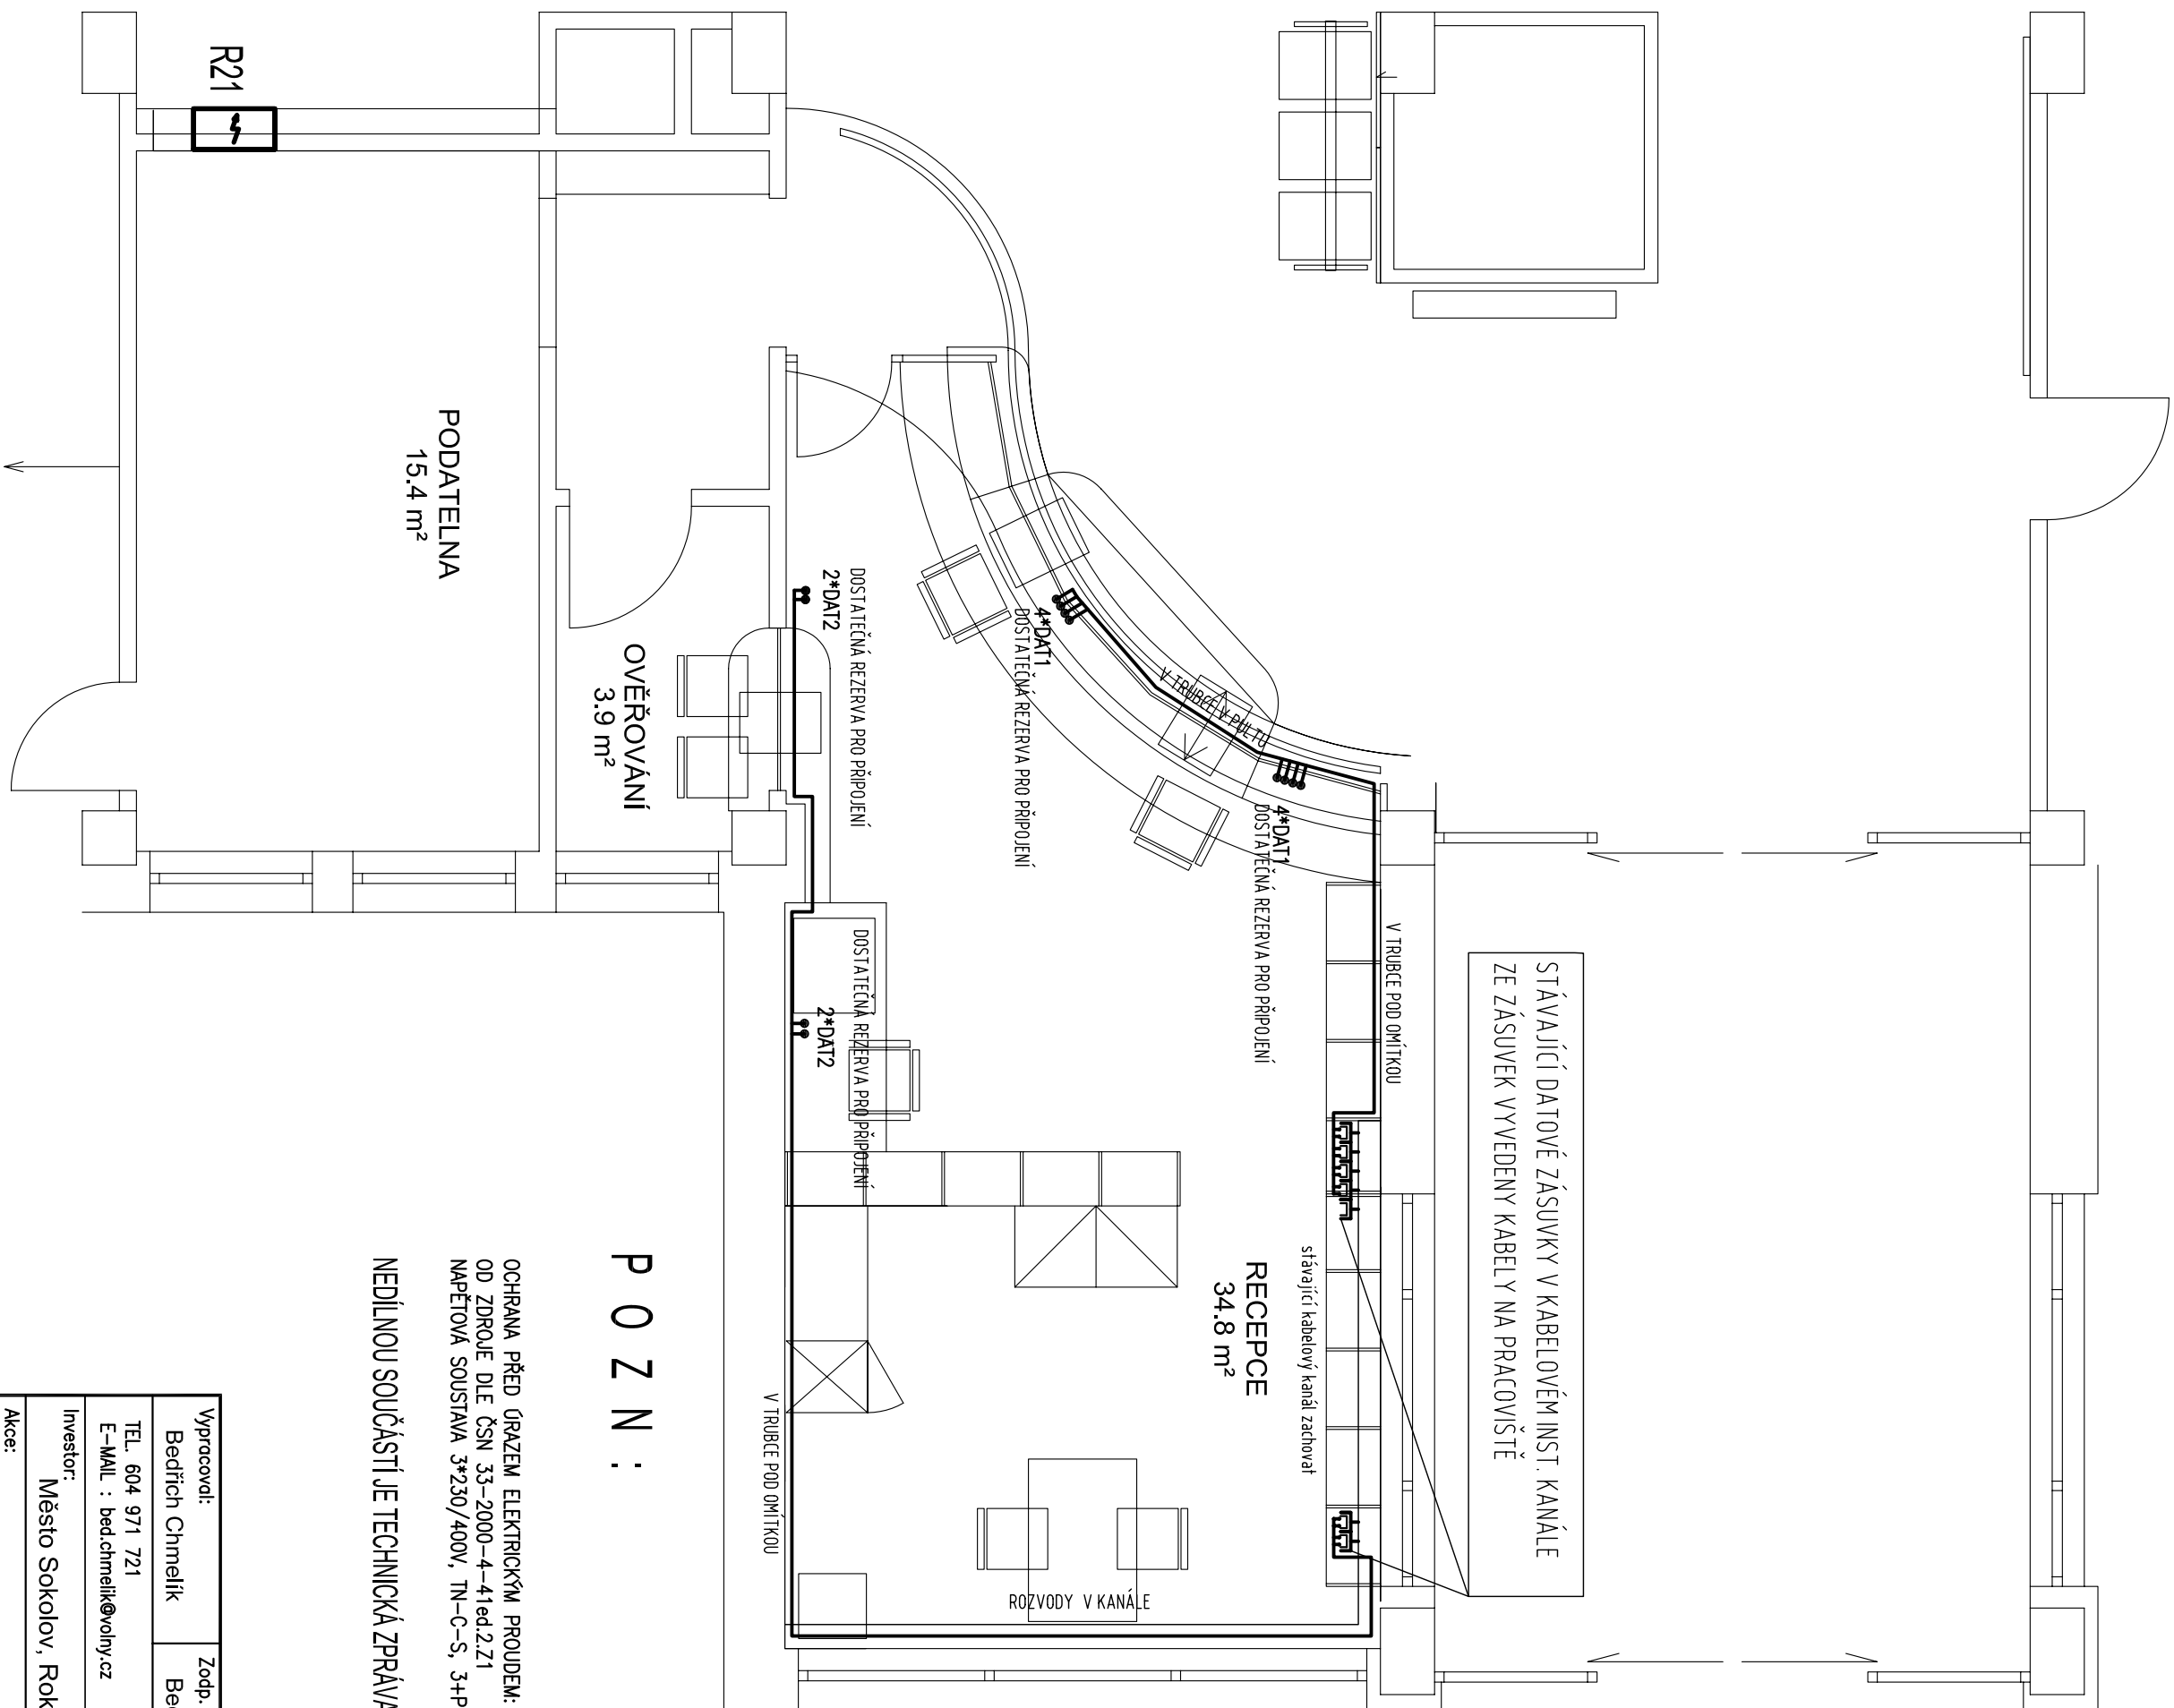 R21
PODATELNA
15.4 m²
OVĚŘOVÁNÍ
3.9 m²
DOSTATEČNÁ REZERVA PRO PŘIPOJENÍ
2*DAT2
4*DAT1
DOSTATEČNÁ REZERVA PRO PŘIPOJENÍ
V TRUBCE V PULTU
4*DAT1
DOSTATEČNÁ REZERVA PRO PŘIPOJENÍ
V TRUBCE POD OMÍTKOU
STÁVAJÍCÍ DATOVÉ ZÁSUVKY V KABELOVÉM INST. KANÁLE
ZE ZÁSUVEK VYVEDENY KABELY NA PRACOVIŠTĚ
DOSTATEČNÁ REZERVA PRO PŘIPOJENÍ
2*DAT2
stávající kabelový kanál zachovat
RECEPCE
34.8 m²
V TRUBCE POD OMÍTKOU
ROZVODY V KANÁLE
POZN:
OCHRANA PŘED ÚRAZEM ELEKTRICKÝM PROUDEM:
OD ZDROJE DLE ČSN 33-2000-4-41ed.2.Z1
NAPĚŤOVÁ SOUSTAVA 3*230/400V, TN-C-S, 3+P
NEDÍLNOU SOUČÁSTÍ JE TECHNICKÁ ZPRÁVA
Vypracoval:
Bedřich Chmelík
Zodp.
TEL. 604 971 721
E-MAIL : bed.chmelik@volny.cz
Investor:
Město Sokolov, Rok
Akce: